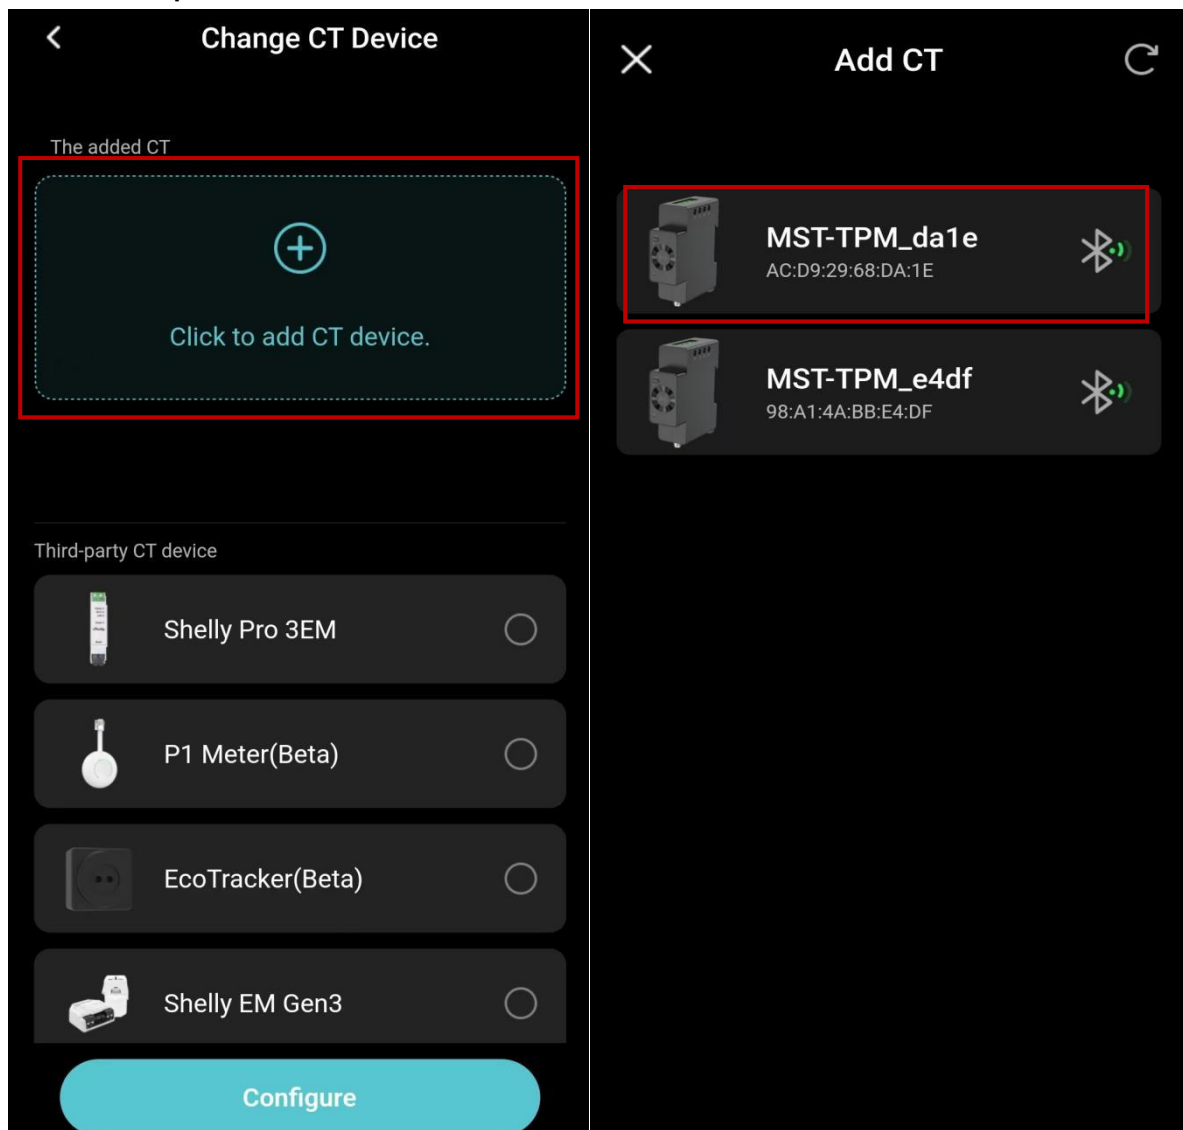 Change CT Device
The added CT
Click to add CT device.
Third-party CT device
Shelly Pro 3EM
P1 Meter(Beta)
EcoTracker(Beta)
Shelly EM Gen3
Configure
Add CT
MST-TPM_da1e
AC:D9:29:68:DA:1E
MST-TPM_e4df
98:A1:4A:BB:E4:DF